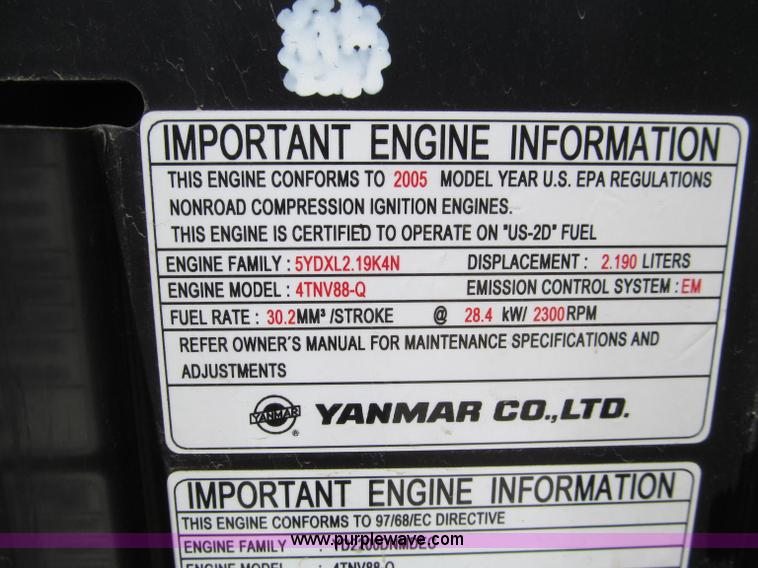 IMPORTANT ENGINE INFORMATION
THIS ENGINE CONFORMS TO 2005 MODEL YEAR U.S. EPA REGULATIONS
NONROAD COMPRESSION IGNITION ENGINES.
THIS ENGINE IS CERTIFIED TO OPERATE ON "US-2D" FUEL
ENGINE FAMILY : 5YDXL2.19K4N DISPLACEMENT : 2.190 LITERS
ENGINE MODEL : 4TNV88-Q EMISSION CONTROL SYSTEM : EM
FUEL RATE : 30.2MM³ /STROKE @ 28.4 kW/ 2300RPM
REFER OWNER'S MANUAL FOR MAINTENANCE SPECIFICATIONS AND
ADJUSTMENTS
YANMAR ® YANMAR CO.,LTD.
IMPORTANT ENGINE INFORMATION
THIS ENGINE CONFORMS TO 97/68/EC DIRECTIVE
www.purplewave.com
ENGINE FAMILY :
ENGINE MODEL : 4TNV88-Q